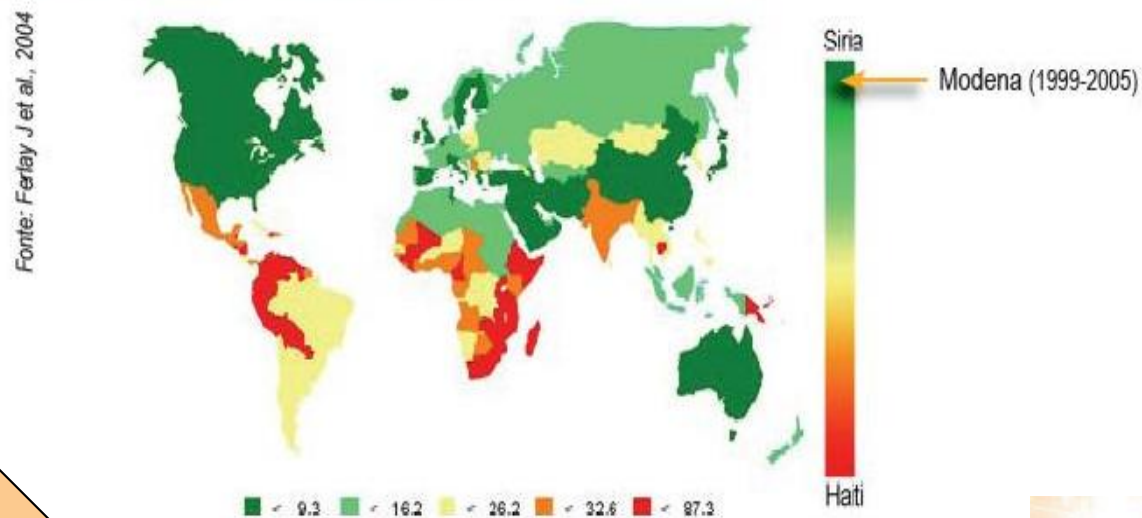 Fonte: Ferlay J et al., 2004
Siria
Modena (1999-2005)
Haiti
< 9.3 < 16.2 < 26.2 < 32.6 < 87.3